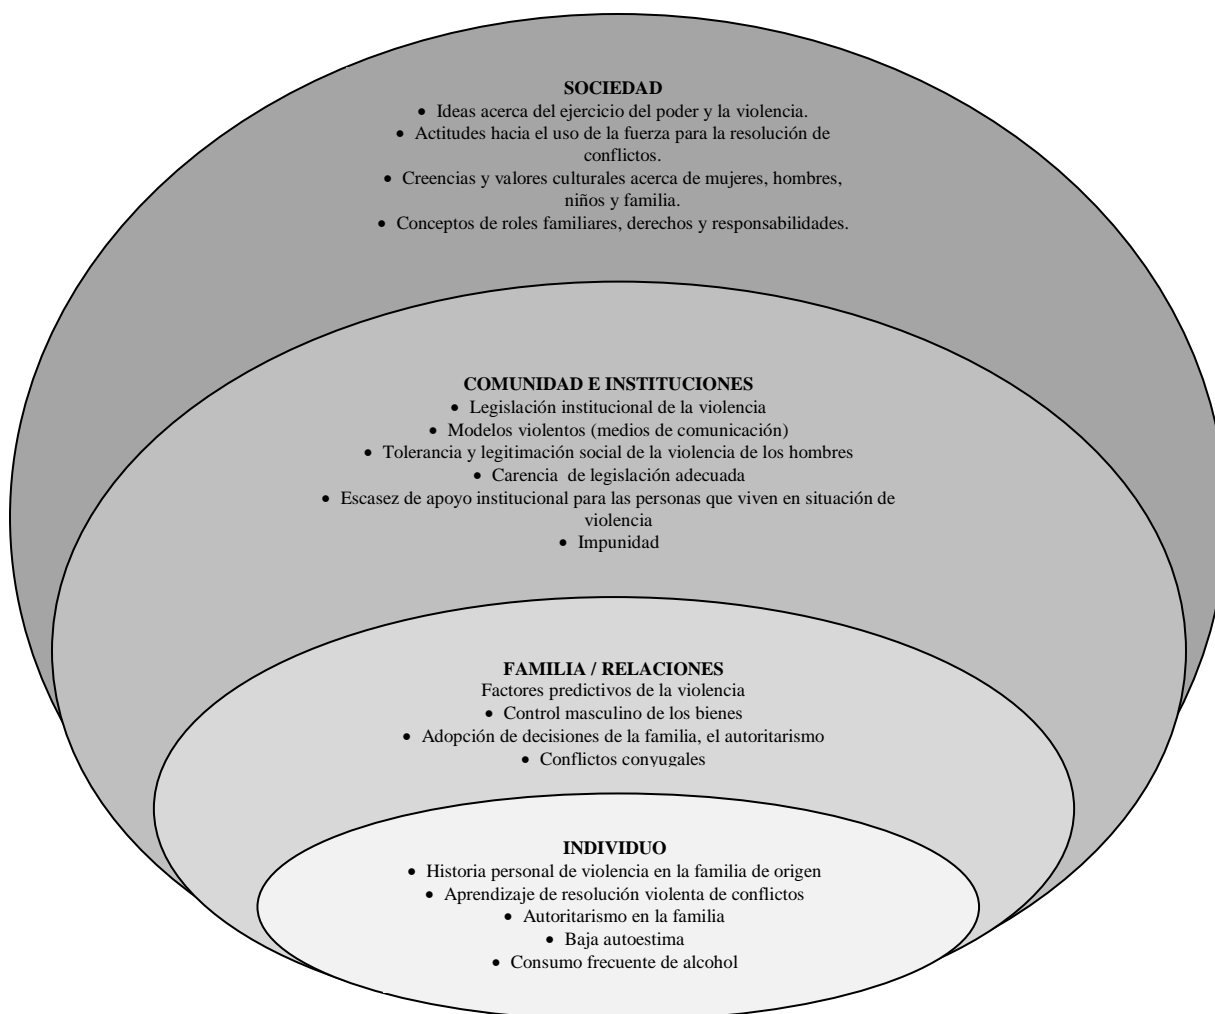 SOCIEDAD
• Ideas acerca del ejercicio del poder y la violencia.
• Actitudes hacia el uso de la fuerza para la resolución de
conflictos.
• Creencias y valores culturales acerca de mujeres, hombres,
niños y familia.
• Conceptos de roles familiares, derechos y responsabilidades.
COMUNIDAD E INSTITUCIONES
• Legislación institucional de la violencia
• Modelos violentos (medios de comunicación)
• Tolerancia y legitimación social de la violencia de los hombres
• Carencia  de legislación adecuada
• Escasez de apoyo institucional para las personas que viven en situación de
violencia
• Impunidad
FAMILIA / RELACIONES
Factores predictivos de la violencia
• Control masculino de los bienes
• Adopción de decisiones de la familia, el autoritarismo
• Conflictos conyugales
INDIVIDUO
• Historia personal de violencia en la familia de origen
• Aprendizaje de resolución violenta de conflictos
• Autoritarismo en la familia
• Baja autoestima
• Consumo frecuente de alcohol